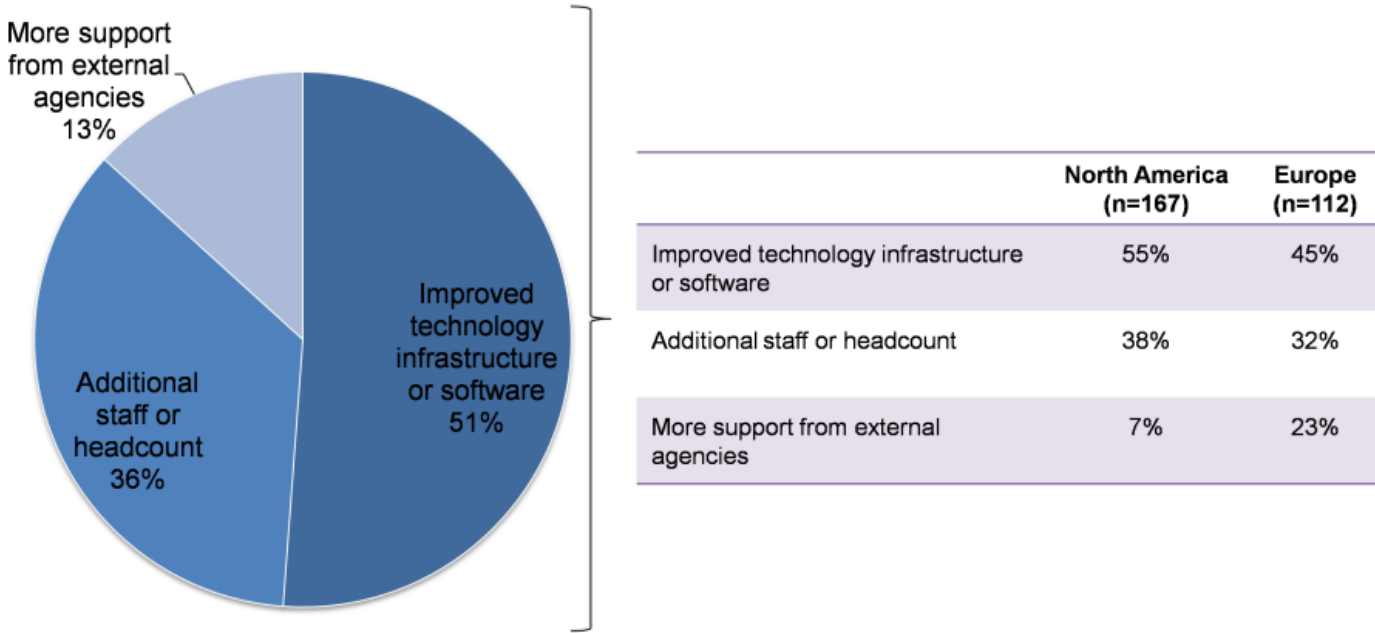 More support
from external
agencies
13%
Improved
technology
infrastructure
or software
51%
Additional
staff or
headcount
36%
North America
(n=167)
Europe
(n=112)
Improved technology infrastructure
or software
55%
45%
Additional staff or headcount
38%
32%
More support from external
agencies
7%
23%